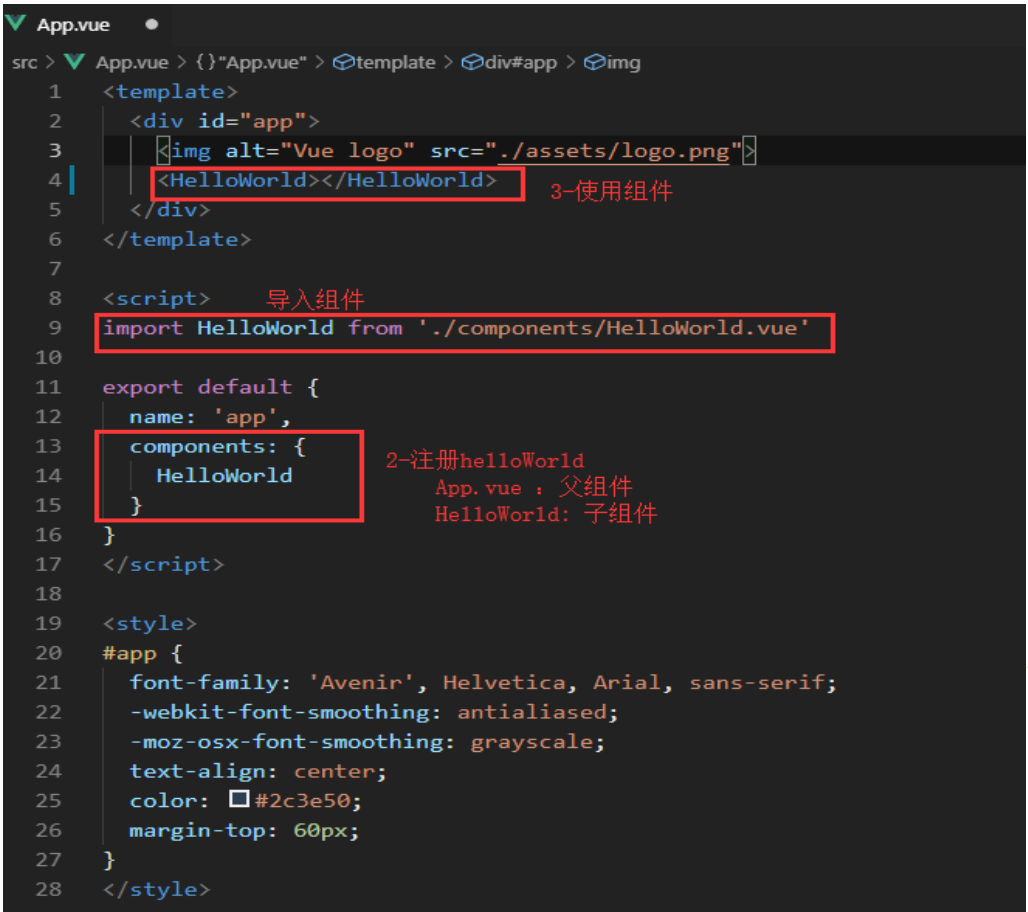 App.vue ●
src > App.vue > {} "App.vue" > template > div#app > img
1 <template>
2 <div id="app">
3 <img alt="Vue logo" src="./assets/logo.png">
4 <HelloWorld></HelloWorld> 3-使用组件
5 </div>
6 </template>
7
8 <script> 导入组件
9 import HelloWorld from './components/HelloWorld.vue'
10
11 export default {
12 name: 'app',
13 components: {
2-注册helloWorld
14 HelloWorld
App.vue : 父组件
15 }
HelloWorld: 子组件
16 }
17 </script>
18
19 <style>
20 #app {
21 font-family: 'Avenir', Helvetica, Arial, sans-serif;
22 -webkit-font-smoothing: antialiased;
23 -moz-osx-font-smoothing: grayscale;
24 text-align: center;
25 color: #2c3e50;
26 margin-top: 60px;
27 }
28 </style>